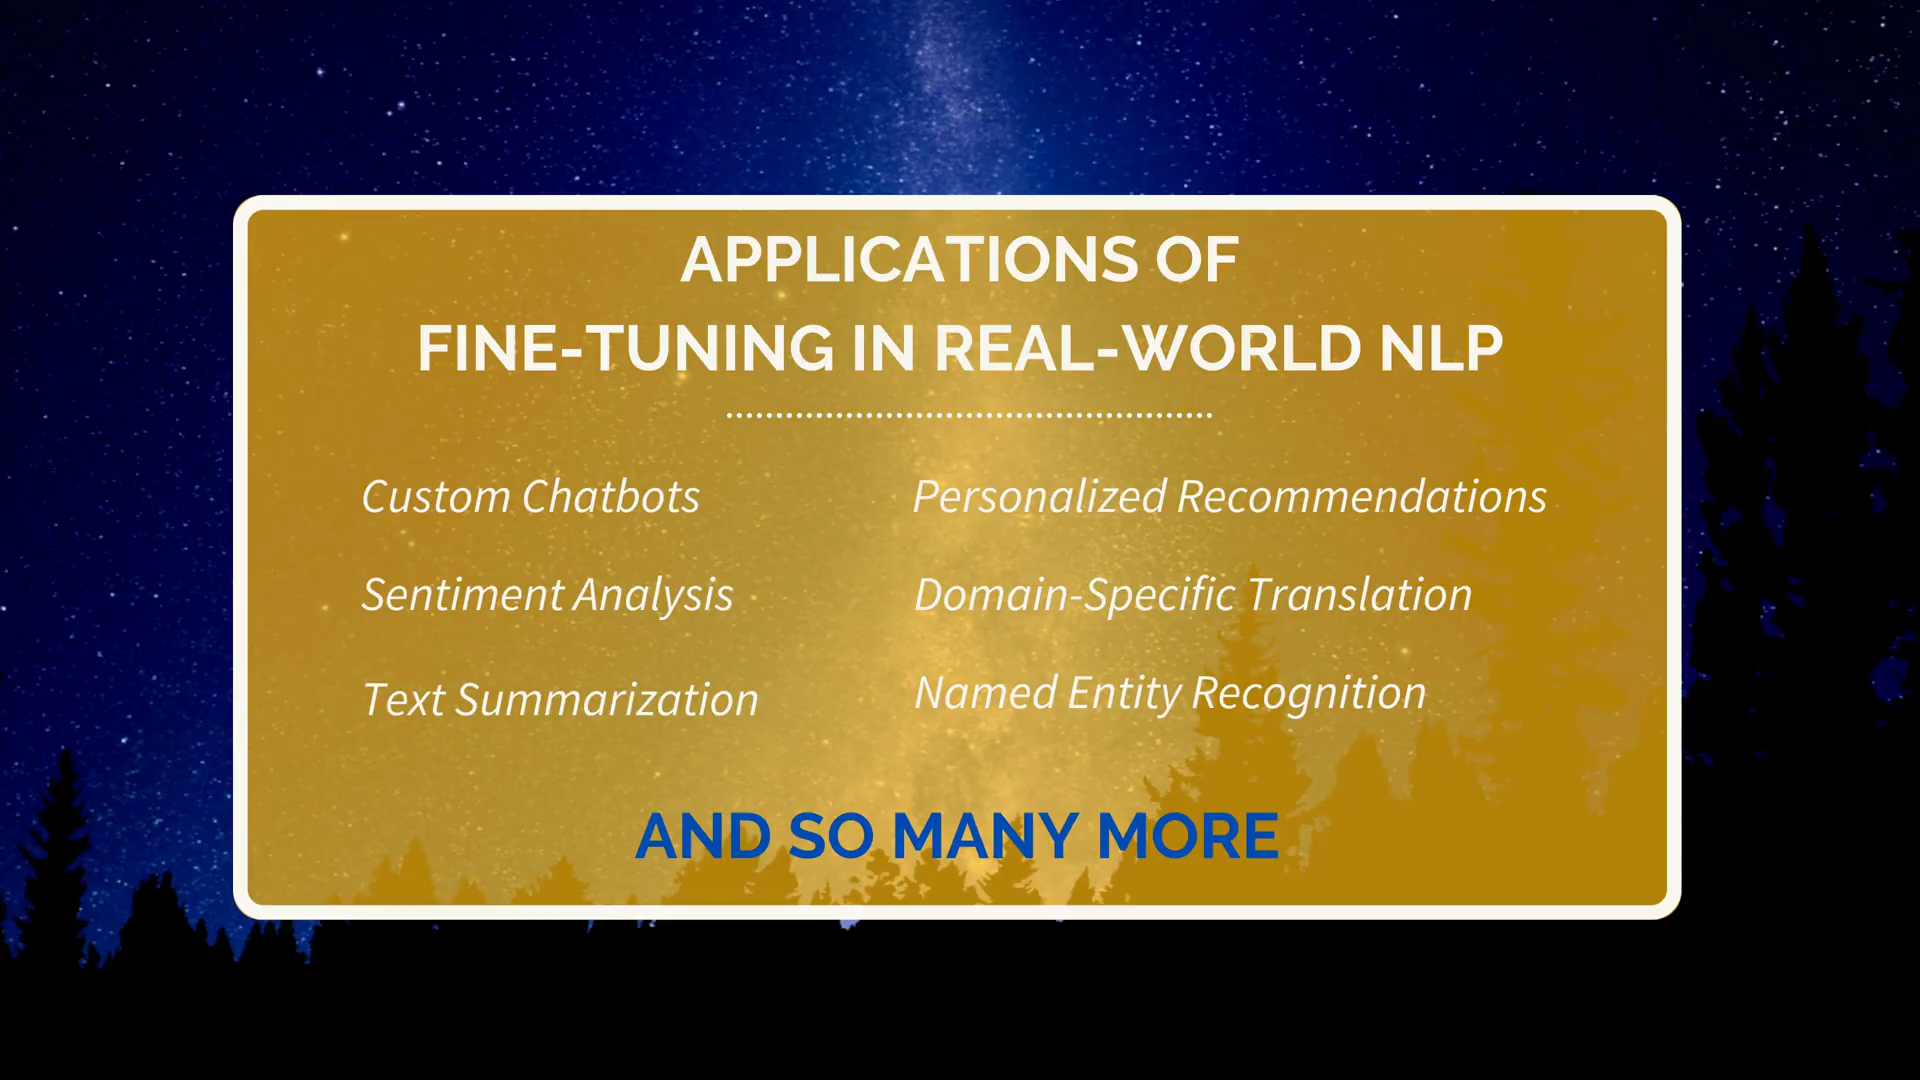 APPLICATIONS OF
FINE-TUNING IN REAL-WORLD NLP
Custom Chatbots
Sentiment Analysis
Text Summarization
Personalized Recommendations
Domain-Specific Translation
Named Entity Recognition
AND SO MANY MORE